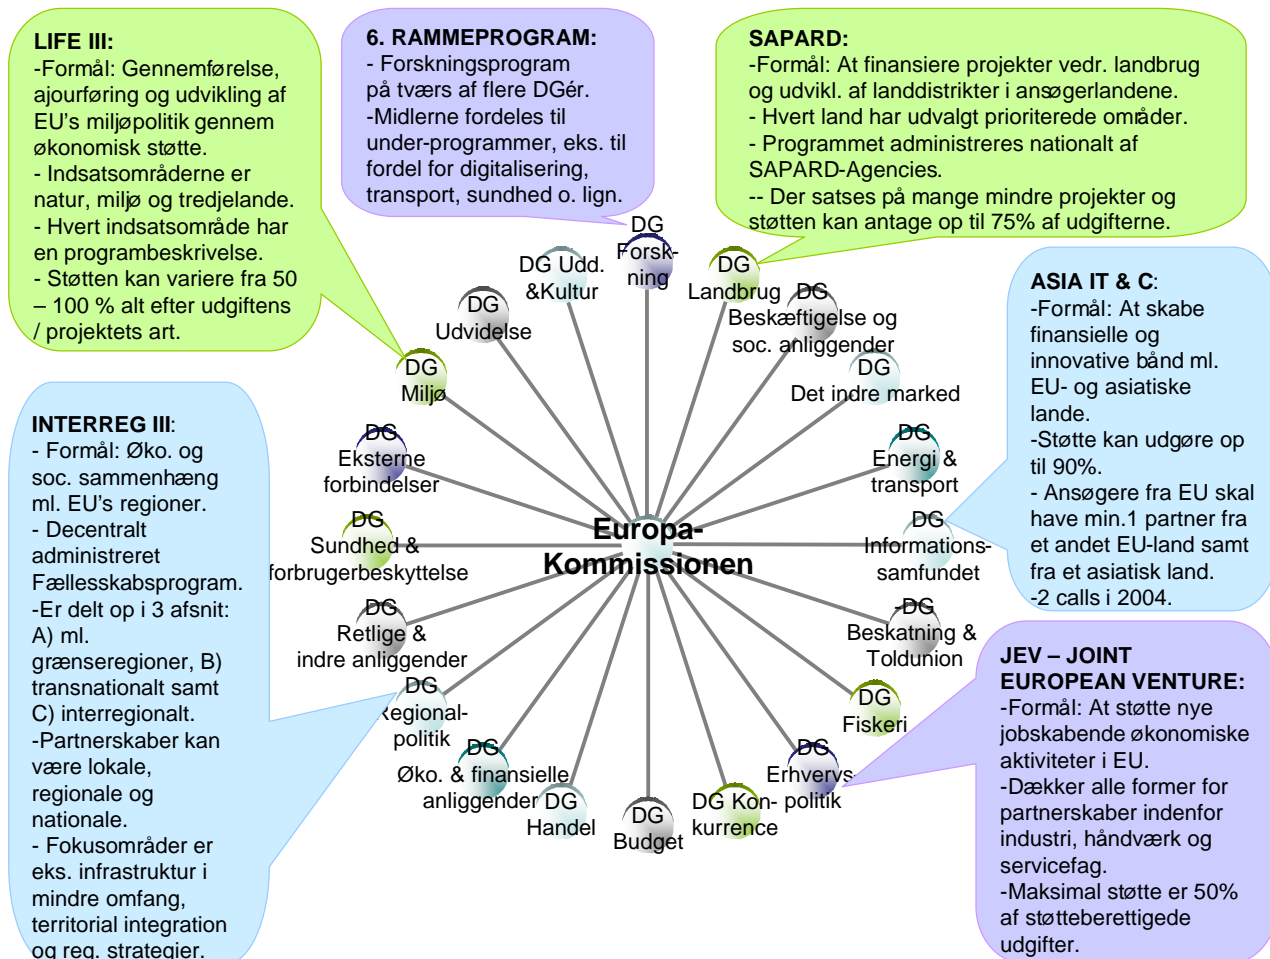 LIFE III:
-Formål: Gennemførelse,
ajourføring og udvikling af
EU's miljøpolitik gennem
økonomisk støtte.
- Indsatsområderne er
natur, miljø og tredjelande.
- Hvert indsatsområde har
en programbeskrivelse.
- Støtten kan variere fra 50
– 100 % alt efter udgiftens
/ projektets art.
6. RAMMEPROGRAM:
- Forskningsprogram
på tværs af flere DGér.
-Midlerne fordeles til
under-programmer, eks. til
fordel for digitalisering,
transport, sundhed o. lign.
SAPARD:
-Formål: At finansiere projekter vedr. landbrug
og udvikl. af landdistrikter i ansøgerlandene.
- Hvert land har udvalgt prioriterede områder.
- Programmet administreres nationalt af
SAPARD-Agencies.
-- Der satses på mange mindre projekter og
støtten kan antage op til 75% af udgifterne.
ASIA IT & C:
-Formål: At skabe
finansielle og
innovative bånd ml.
EU- og asiatiske
lande.
-Støtte kan udgøre op
til 90%.
- Ansøgere fra EU skal
have min.1 partner fra
et andet EU-land samt
fra et asiatisk land.
-2 calls i 2004.
JEV – JOINT
EUROPEAN VENTURE:
-Formål: At støtte nye
jobskabende økonomiske
aktiviteter i EU.
-Dækker alle former for
partnerskaber indenfor
industri, håndværk og
servicefag.
-Maksimal støtte er 50%
af støtteberettigede
udgifter.
INTERREG III:
- Formål: Øko. og
soc. sammenhæng
ml. EU's regioner.
- Decentralt
administreret
Fællesskabsprogram.
-Er delt op i 3 afsnit:
A) ml.
grænseregioner, B)
transnationalt samt
C) interregionalt.
-Partnerskaber kan
være lokale,
regionale og
nationale.
- Fokusområder er
eks. infrastruktur i
mindre omfang,
territorial integration
og reg. strategier.
Europa-
Kommissionen
DG
Forsk-
ning
DG
Landbrug
DG
Beskæftigelse og
soc. anliggender
DG
Det indre marked
DG
Energi &
transport
DG
Informations-
samfundet
-DG
Beskatning &
Toldunion
DG
Fiskeri
DG
Erhvervs-
politik
DG Kon-
kurrence
DG
Budget
DG
Handel
DG
Øko. & finansielle
anliggender
DG
Regional-
politik
DG
Retlige &
indre anliggender
DG
Sundhed &
forbrugerbeskyttelse
DG
Eksterne
forbindelser
DG
Miljø
DG
Udvidelse
DG Udd.
&Kultur